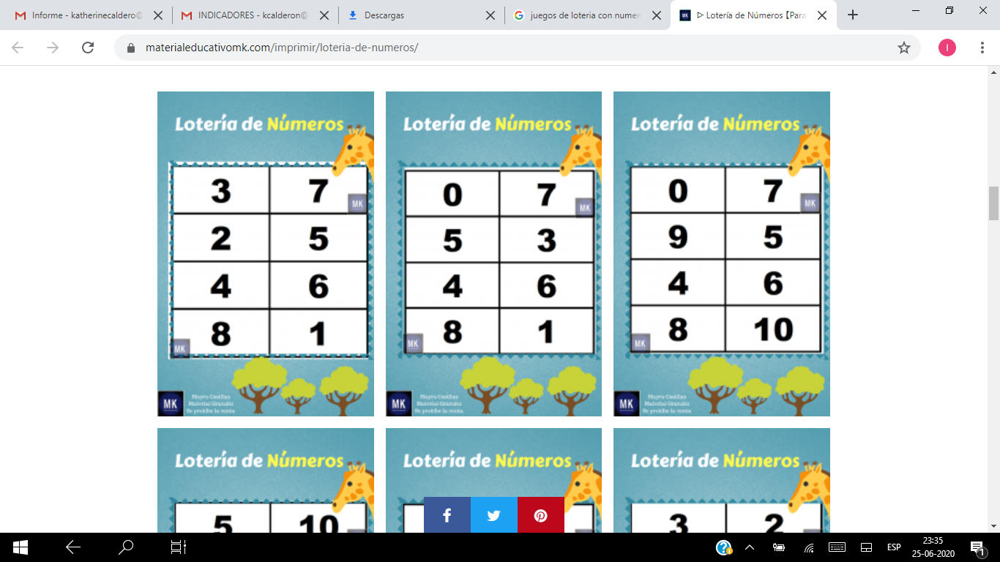 Informe - katherinecaldero@
INDICADORES - kcalderon@
Descargas
juegos de loteria con numer
ᐅ Lotería de Números【Para
materialeducativomk.com/imprimir/loteria-de-numeros/
I
Lotería de Números
3 7
MK
2 5
4 6
8 1
MK
MK
Mayra Casillas
Material Gratuito
Se prohíbe la venta
Lotería de Números
0 7
MK
5 3
4 6
8 1
MK
MK
Mayra Casillas
Material Gratuito
Se prohíbe la venta
Lotería de Números
0 7
MK
9 5
4 6
8 10
MK
MK
Mayra Casillas
Material Gratuito
Se prohíbe la venta
Lotería de Números
5 10
Lotería de Números
Lotería de Números
3 2
ESP
23:35
25-06-2020
1